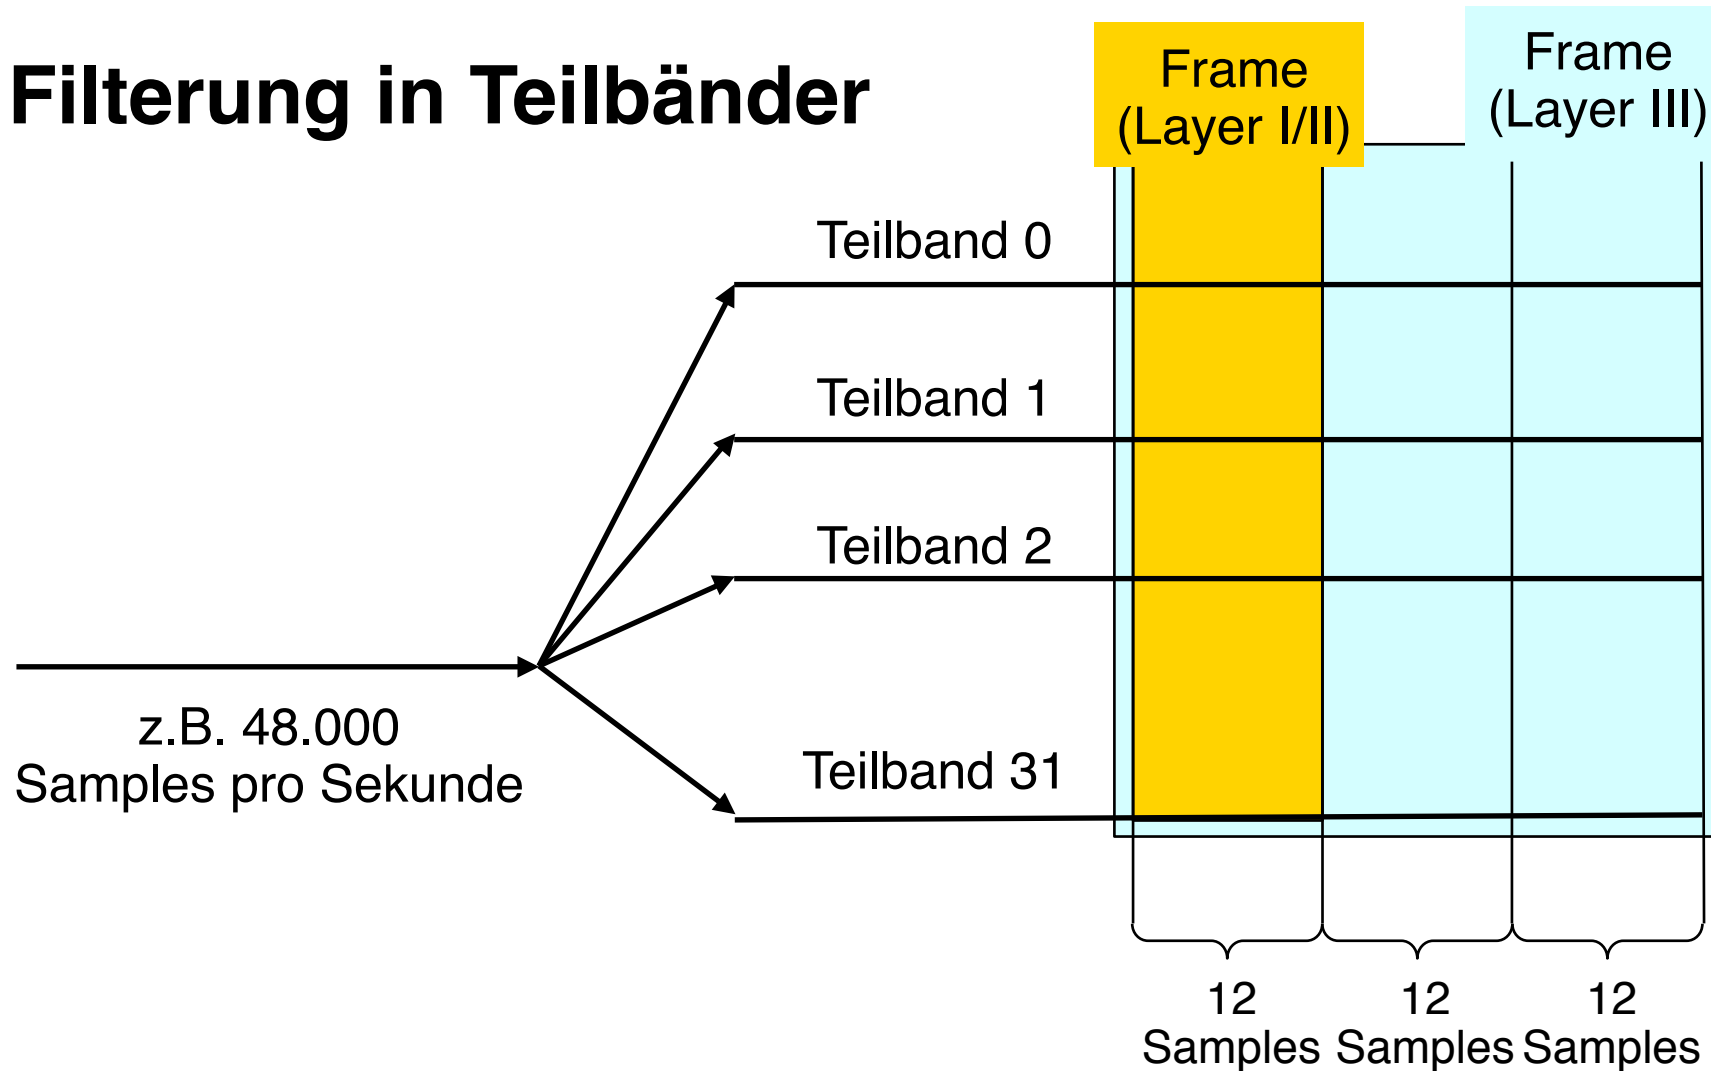 Filterung in Teilbänder
Frame
(Layer I/II)
Frame
(Layer III)
Teilband 0
Teilband 1
Teilband 2
Teilband 31
z.B. 48.000
Samples pro Sekunde
12
Samples
12
Samples
12
Samples